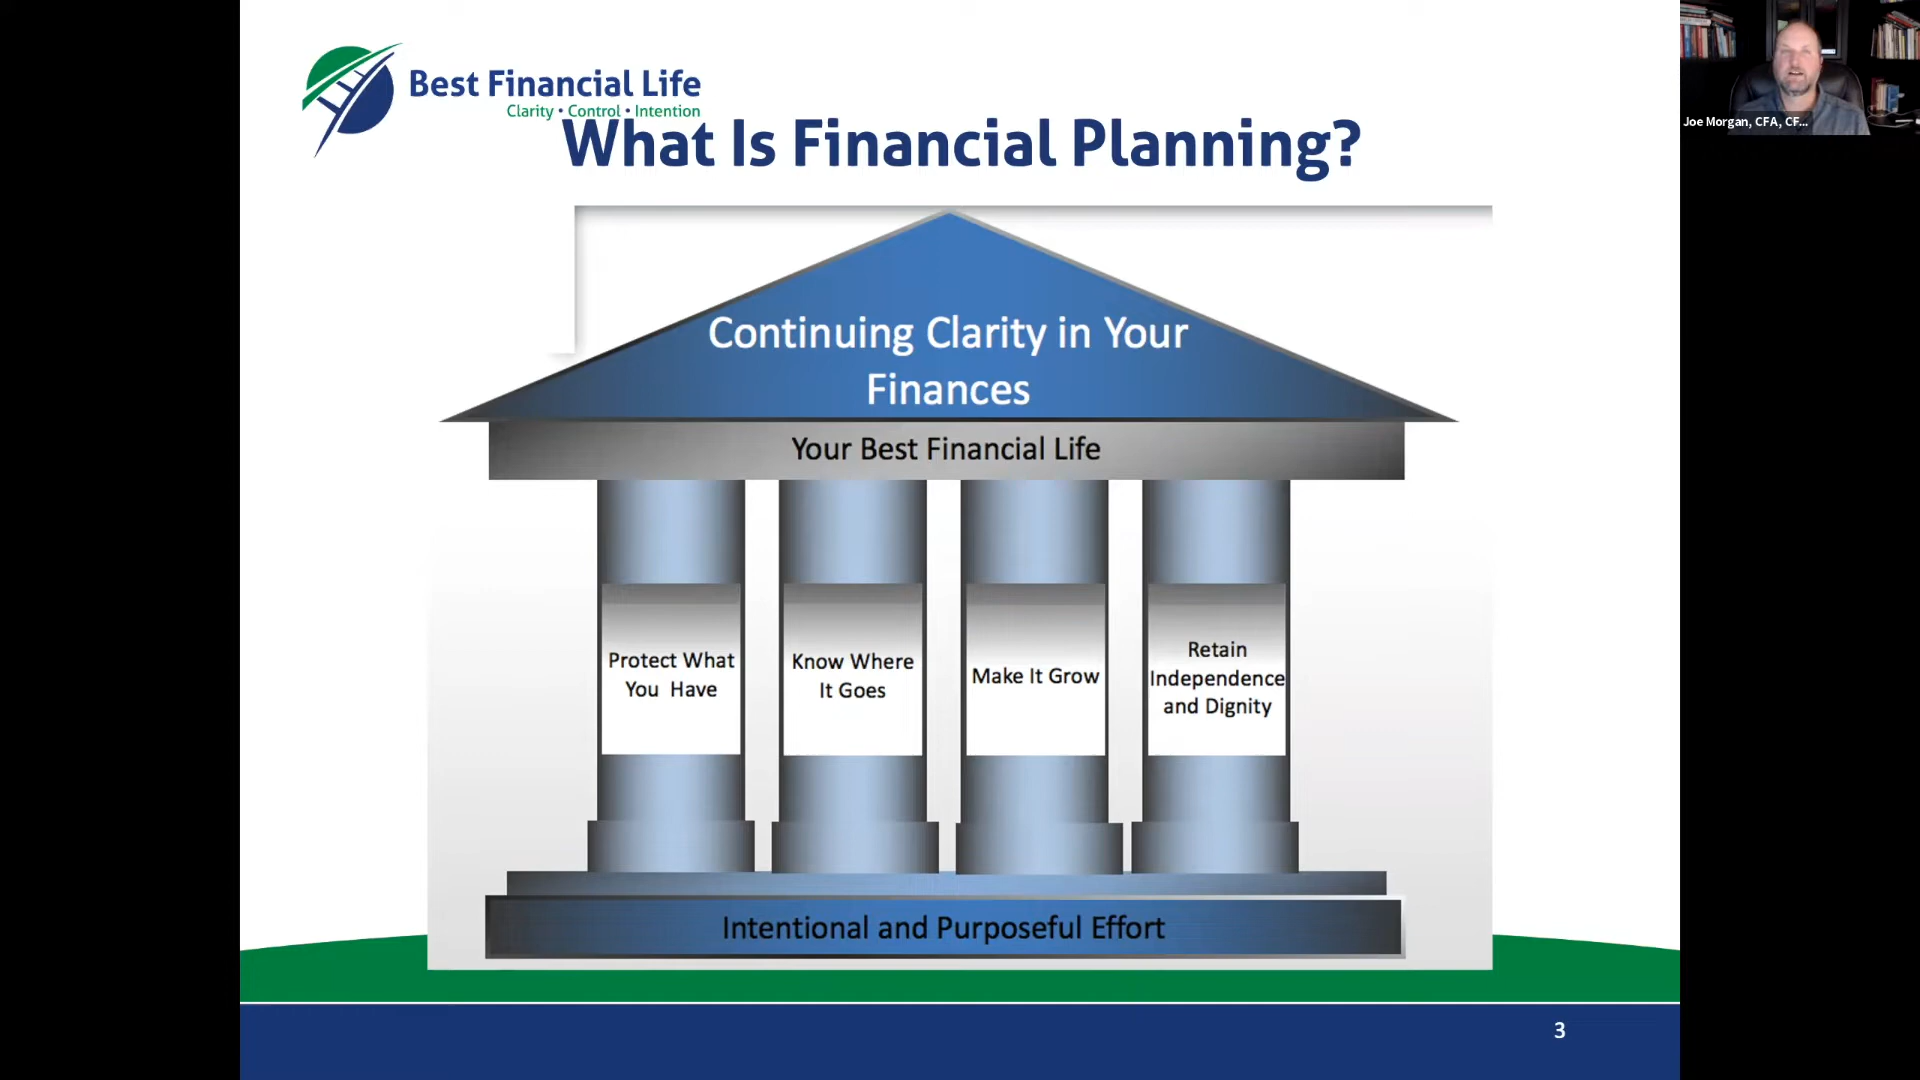 Best Financial Life
Clarity • Control • Intention
What Is Financial Planning?
Joe Morgan, CFA, CF...
Continuing Clarity in Your
Finances
Your Best Financial Life
Protect What
You Have
Know Where
It Goes
Make It Grow
Retain
Independence
and Dignity
Intentional and Purposeful Effort
3